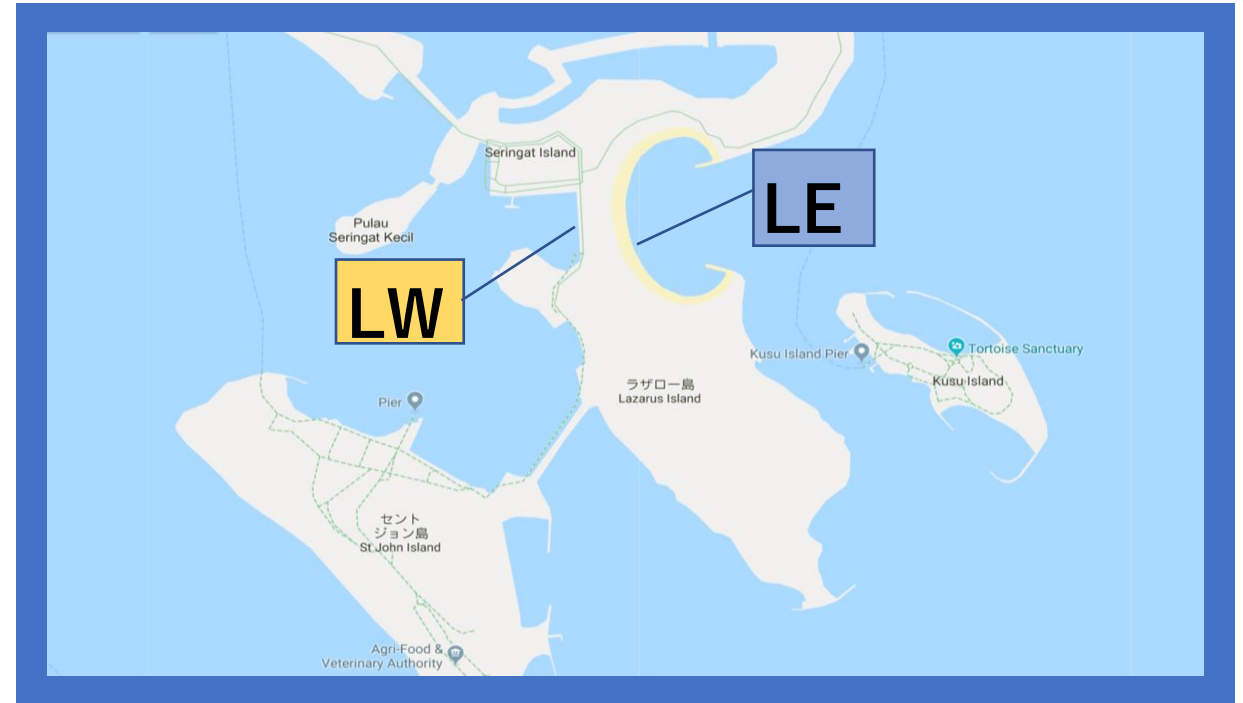 Seringat Island
LE
Pulau
Seringat Kecil
LW
Kusu Island Pier
Tortoise Sanctuary
Kusu Island
ラザロー島
Lazarus Island
Pier
セント
ジョン島
St John Island
Agri-Food &
Veterinary Authority